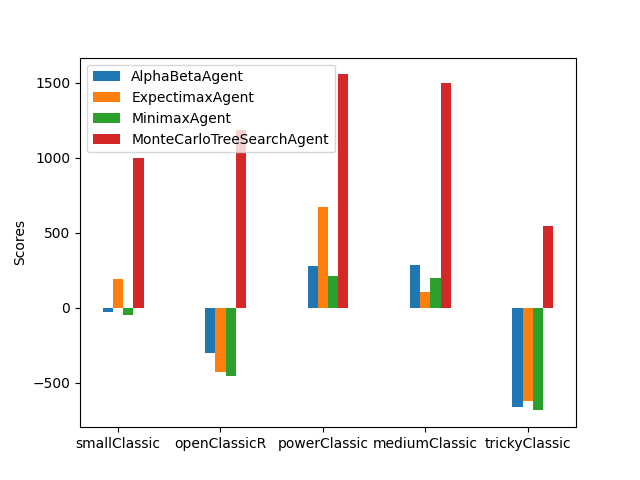 AlphaBetaAgent
ExpectimaxAgent
MinimaxAgent
MonteCarloTreeSearchAgent
1500
1000
500
0
−500
Scores
smallClassic openClassicR powerClassic mediumClassic trickyClassic